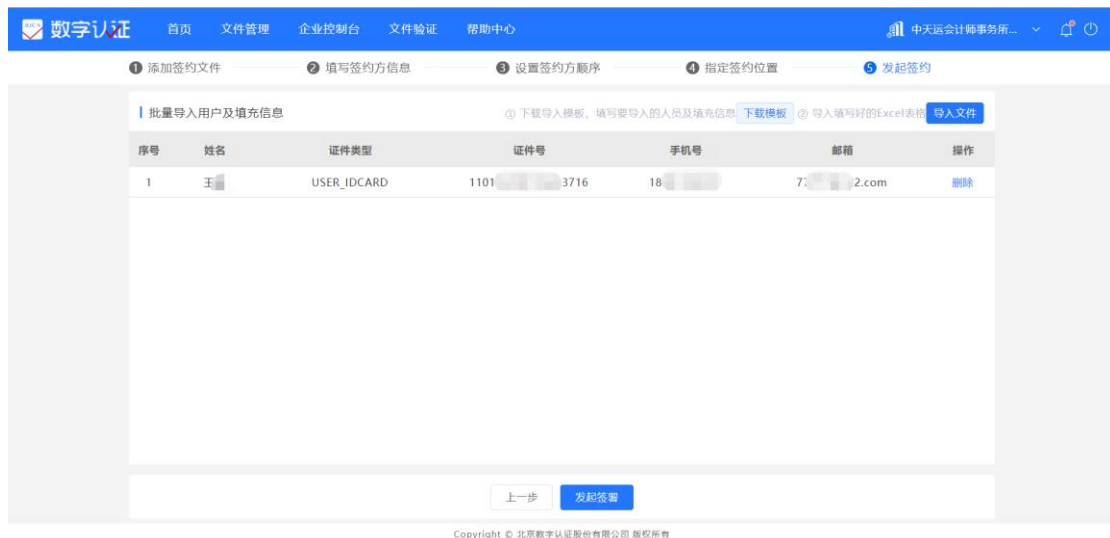 BJCA 数字认证 首页 文件管理 企业控制台 文件验证 帮助中心 中天运会计师事务所...
1 添加签约文件 2 填写签约方信息 3 设置签约方顺序 4 指定签约位置 5 发起签约
批量导入用户及填充信息 ① 下载导入模板，填写要导入的人员及填充信息 下载模板 ② 导入填写好的Excel表格 导入文件
序号 姓名 证件类型 证件号 手机号 邮箱 操作
1 王 USER_IDCARD 1101 3716 18 2.com 删除
上一步 发起签署
Copyright © 北京数字认证股份有限公司 版权所有